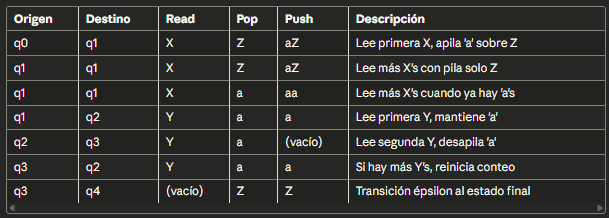 Origen Destino Read Pop Push Descripción
q0 q1 X Z aZ Lee primera X, apila 'a' sobre Z
q1 q1 X Z aZ Lee más X's con pila solo Z
q1 q1 X a aa Lee más X's cuando ya hay 'a's
q1 q2 Y a a Lee primera Y, mantiene 'a'
q2 q3 Y a (vacío) Lee segunda Y, desapila 'a'
q3 q2 Y a a Si hay más Y's, reinicia conteo
q3 q4 (vacío) Z Z Transición épsilon al estado final